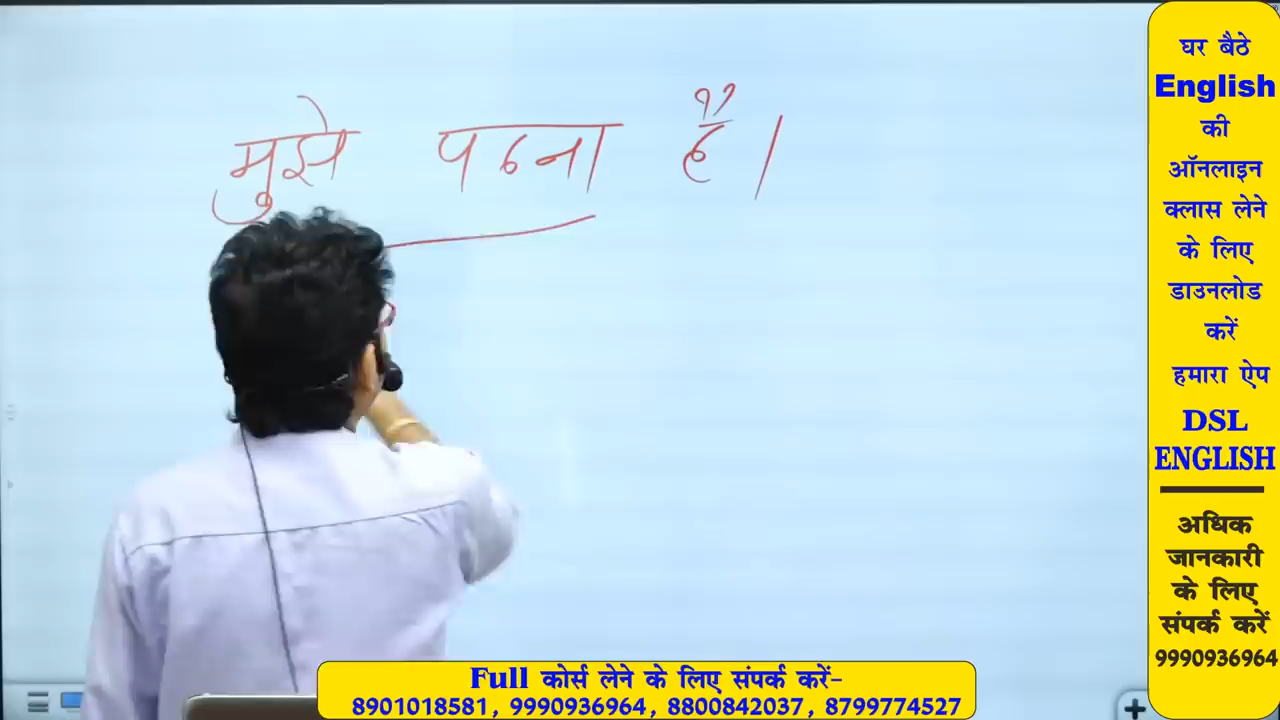 मुझे पढना है।
घर बैठे
English
की
ऑनलाइन
क्लास लेने
के लिए
डाउनलोड
करें
हमारा ऐप
DSL
ENGLISH
अधिक
जानकारी
के लिए
संपर्क करें
9990936964
Full कोर्स लेने के लिए संपर्क करें-
8901018581, 9990936964, 8800842037, 8799774527